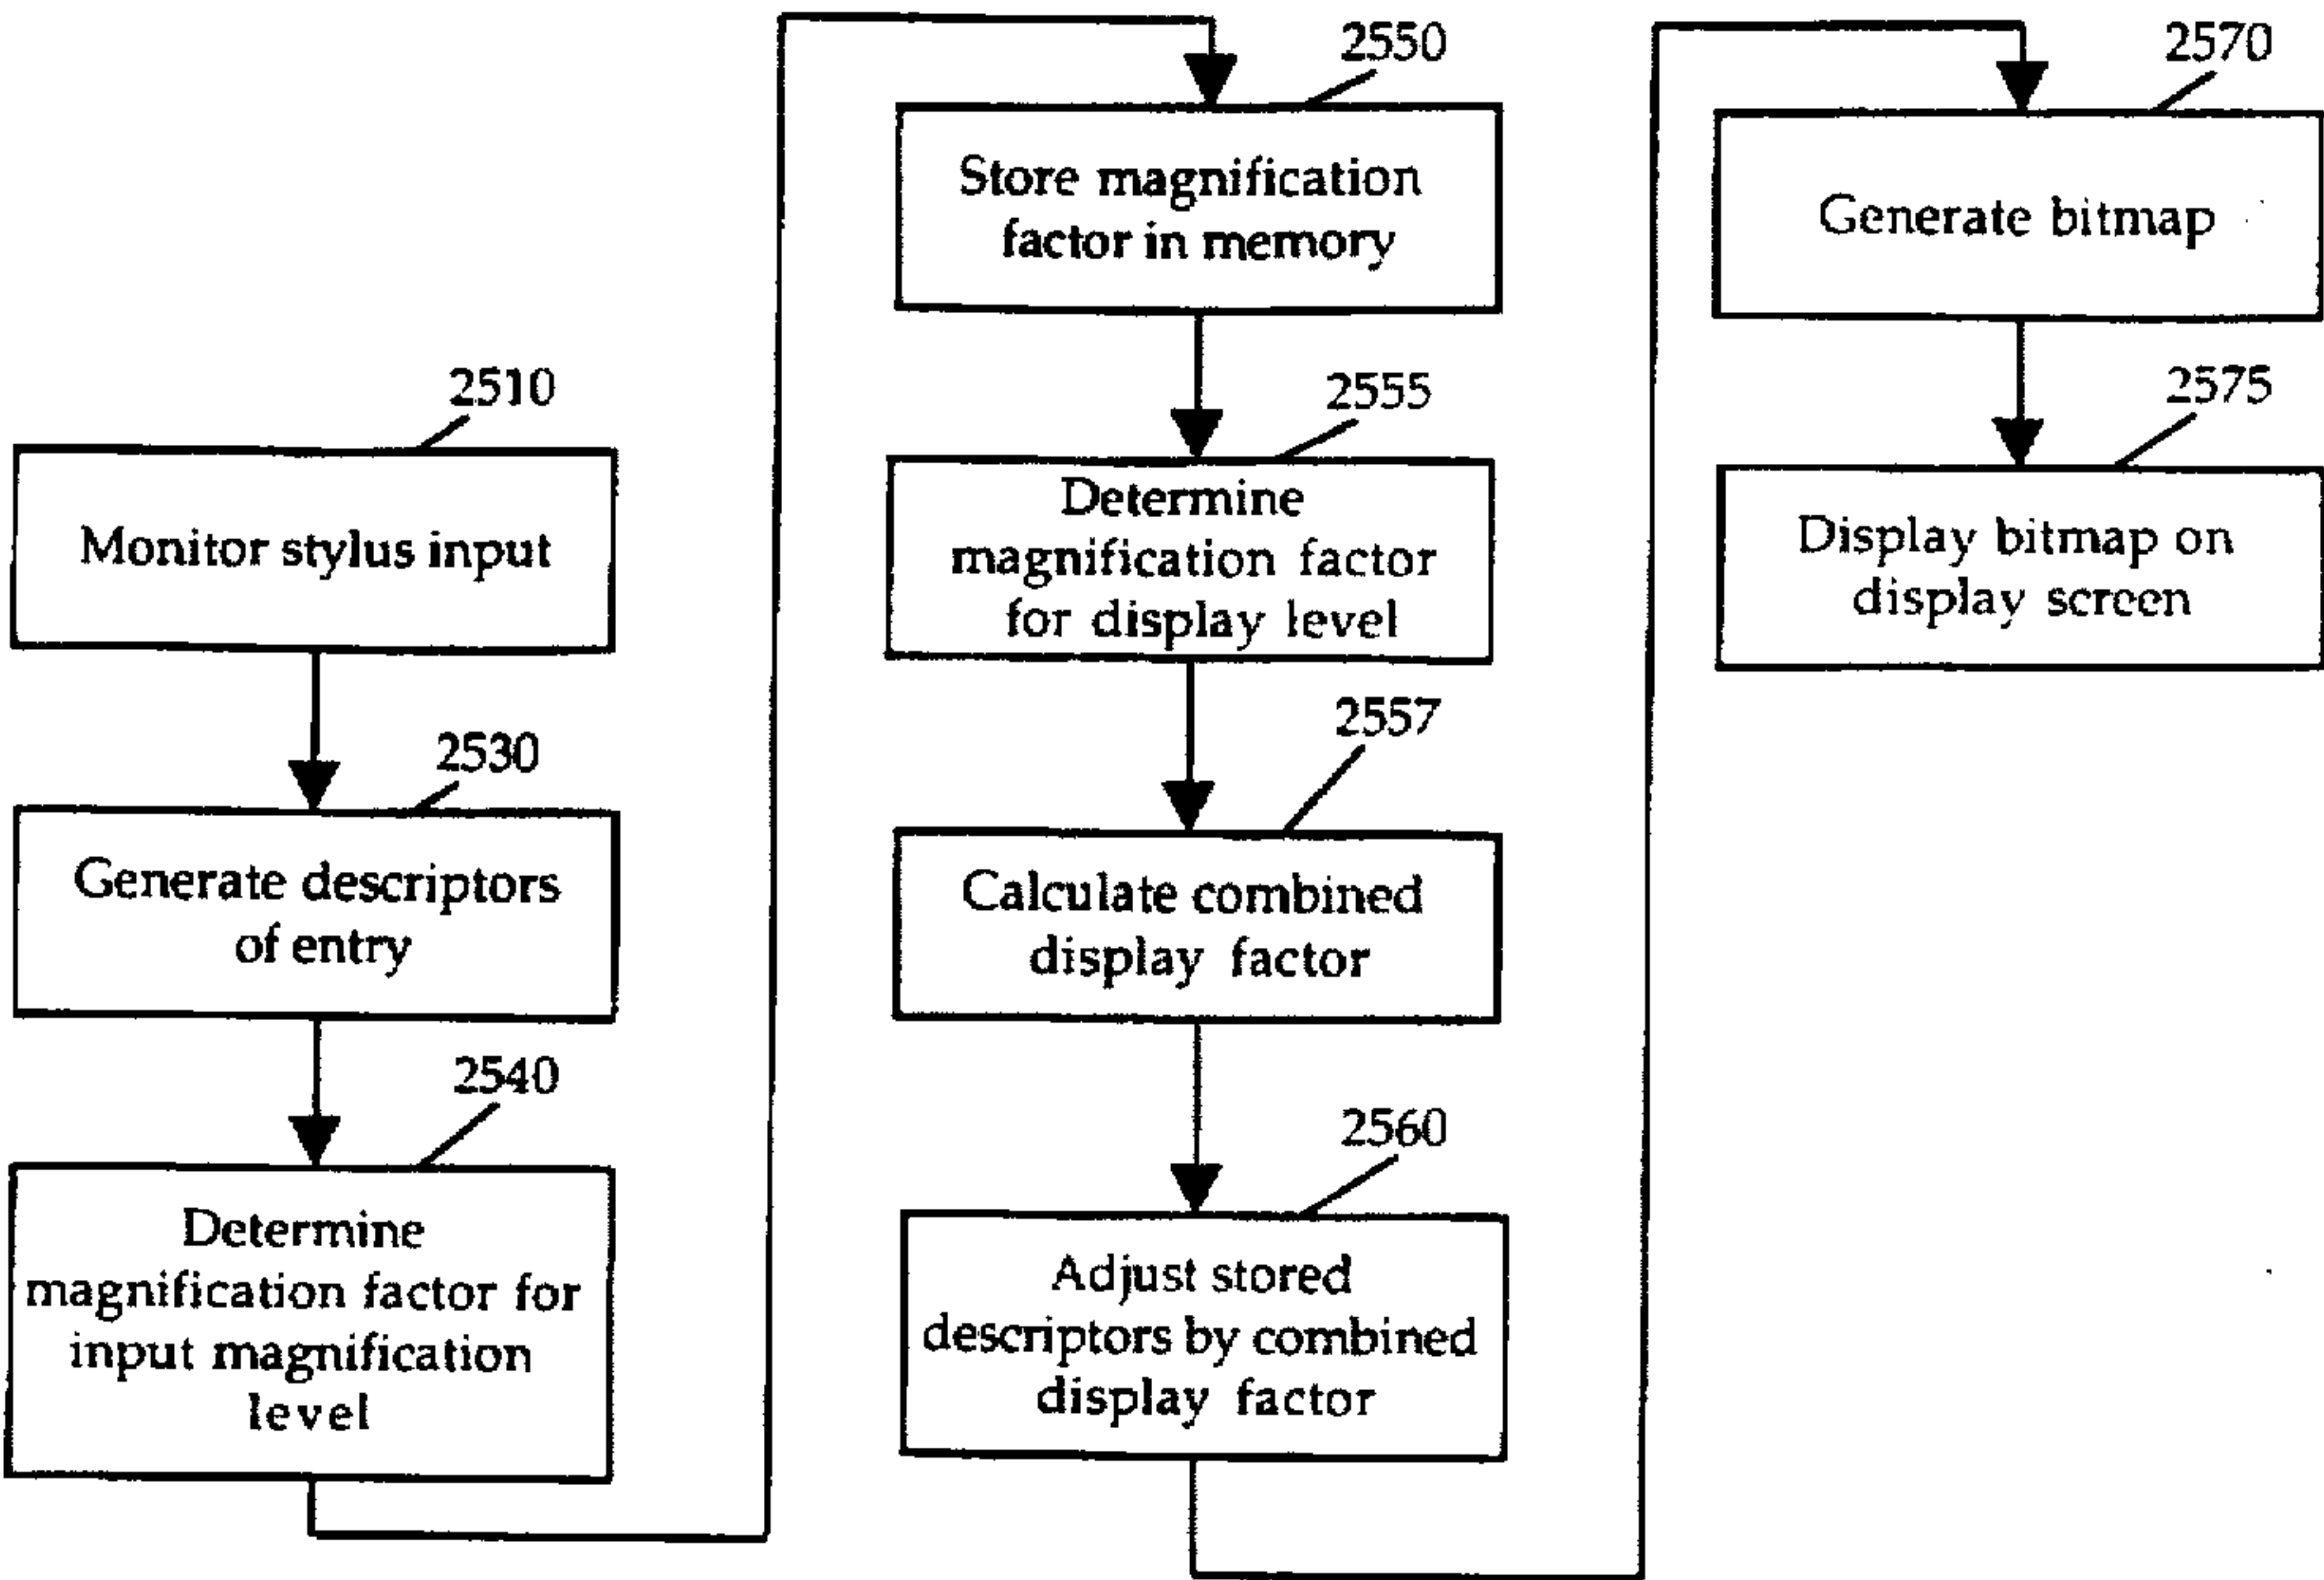 2510
Monitor stylus input
2530
Generate descriptors
of entry
2540
Determine
magnification factor for
input magnification
level
2550
Store magnification
factor in memory
2555
Determine
magnification factor
for display level
2557
Calculate combined
display factor
2560
Adjust stored
descriptors by combined
display factor
2570
Generate bitmap
2575
Display bitmap on
display screen